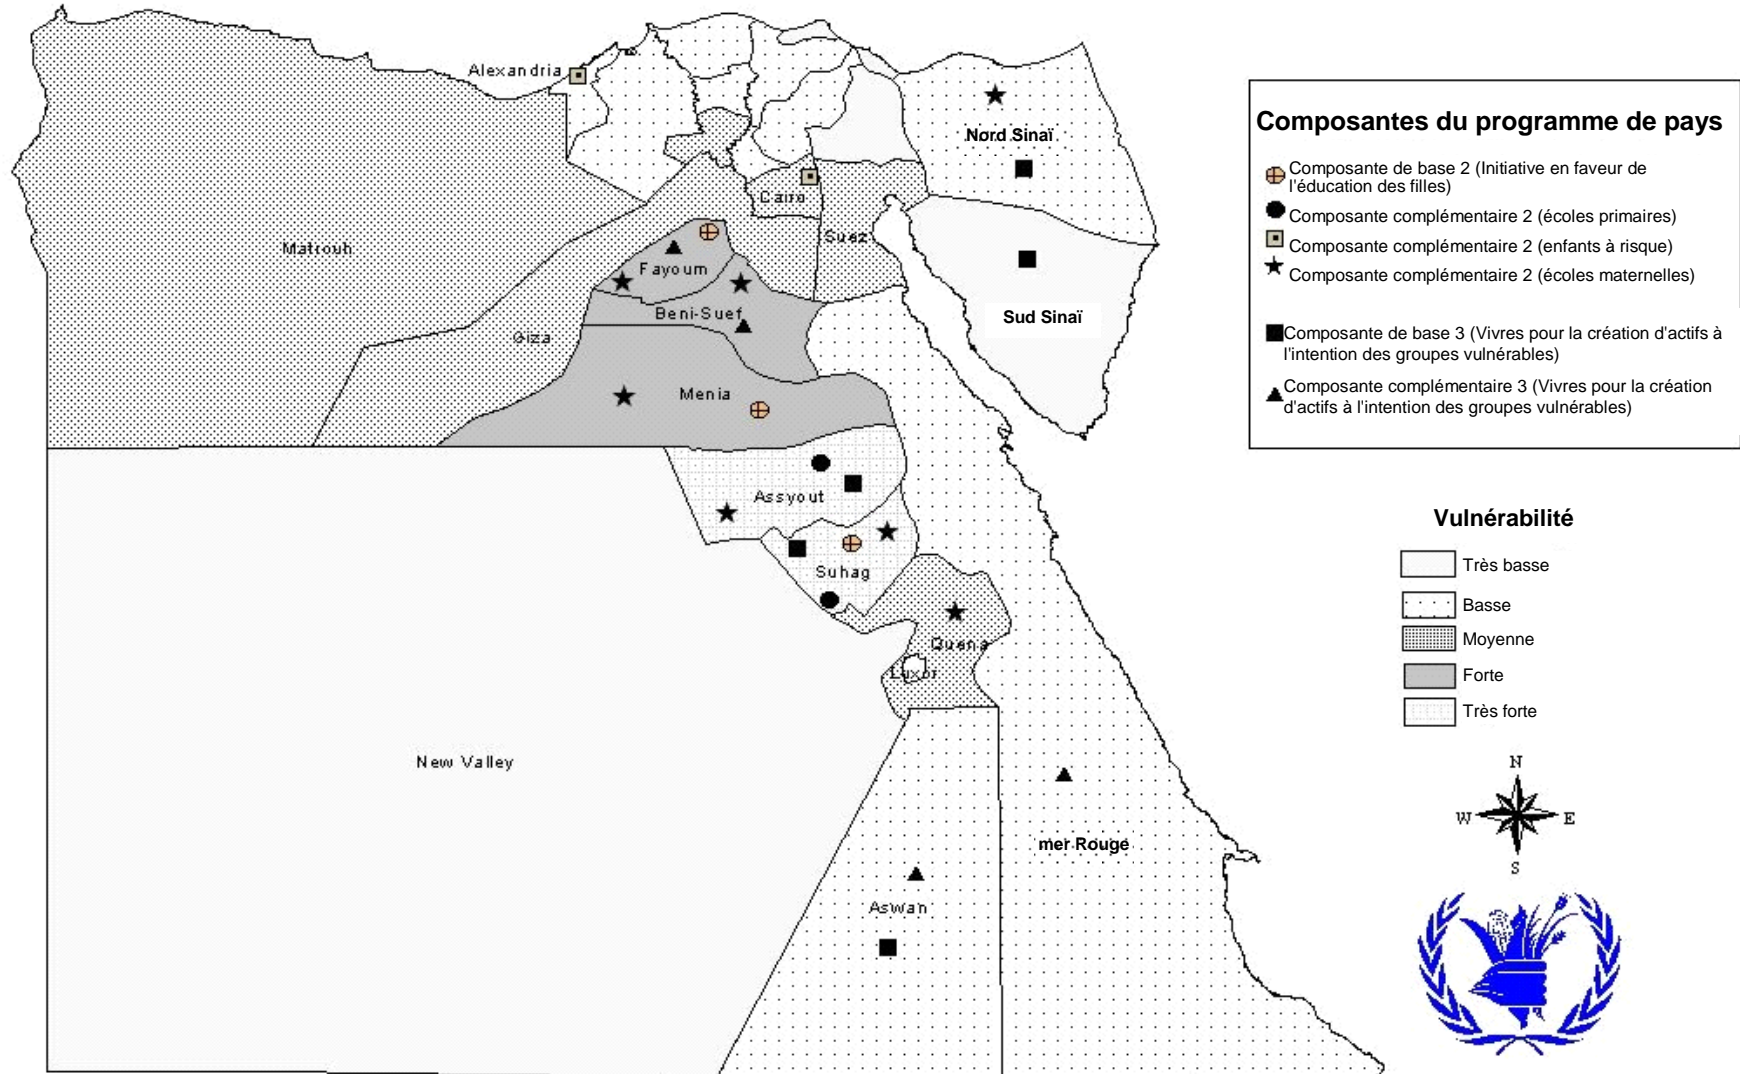 Alexandria
Nord Sinaï
Cairo
Matrouh
Suez
Fayoum
Beni-Suef
Sud Sinaï
Giza
Menia
Assyout
Suhag
Quena
Luxor
New Valley
mer Rouge
Aswan
Composantes du programme de pays
Composante de base 2 (Initiative en faveur de
l'éducation des filles)
Composante complémentaire 2 (écoles primaires)
Composante complémentaire 2 (enfants à risque)
Composante complémentaire 2 (écoles maternelles)
Composante de base 3 (Vivres pour la création d'actifs à
l'intention des groupes vulnérables)
Composante complémentaire 3 (Vivres pour la création
d'actifs à l'intention des groupes vulnérables)
Vulnérabilité
Très basse
Basse
Moyenne
Forte
Très forte
N
W E
S